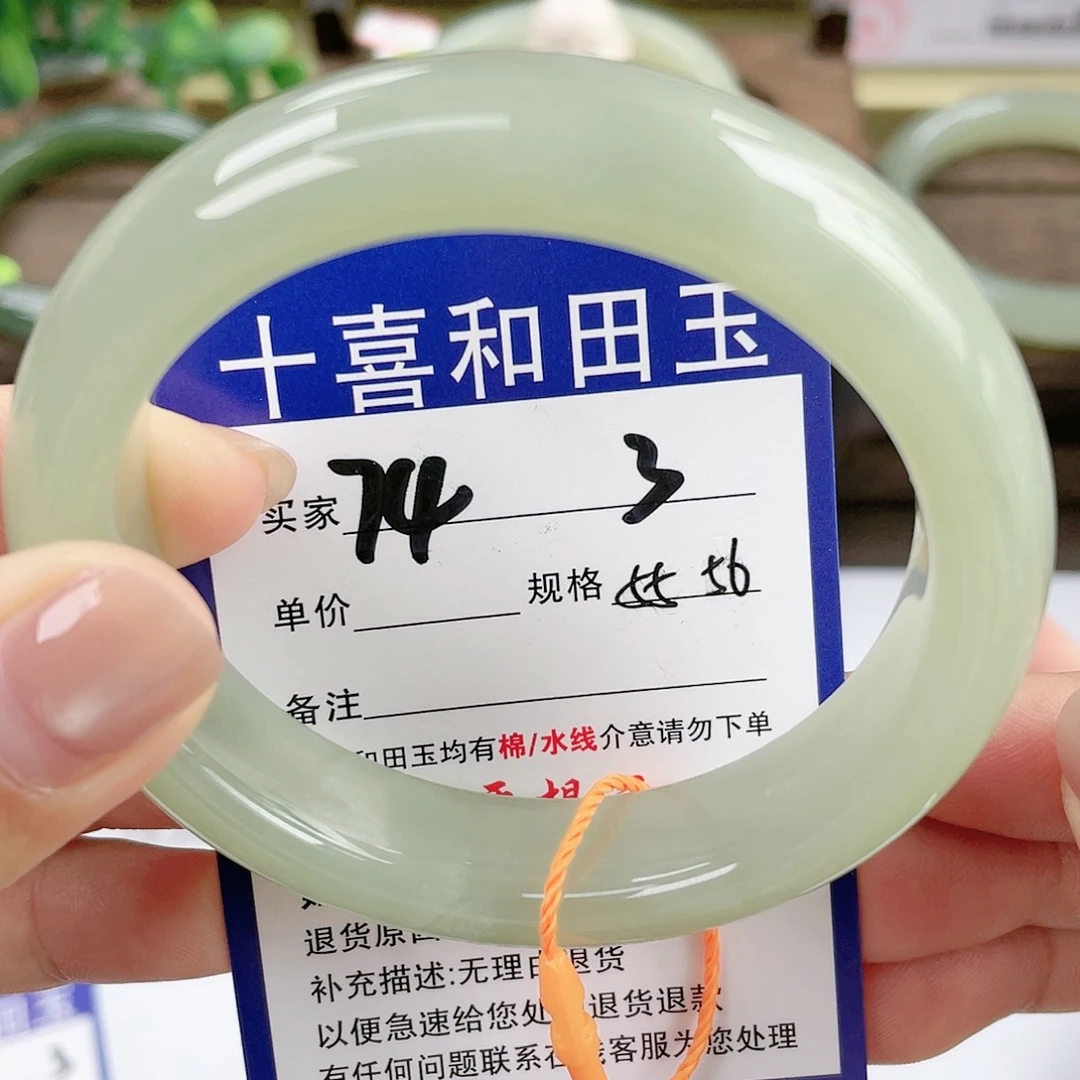 十喜和田玉
买家 74 3
单价 规格 55 56
备注
和田玉均有棉/水线介意请勿下单
退货原因
补充描述:无理由退货
以便急速给您处 退货退款
有任何问题联系在线客服为您处理